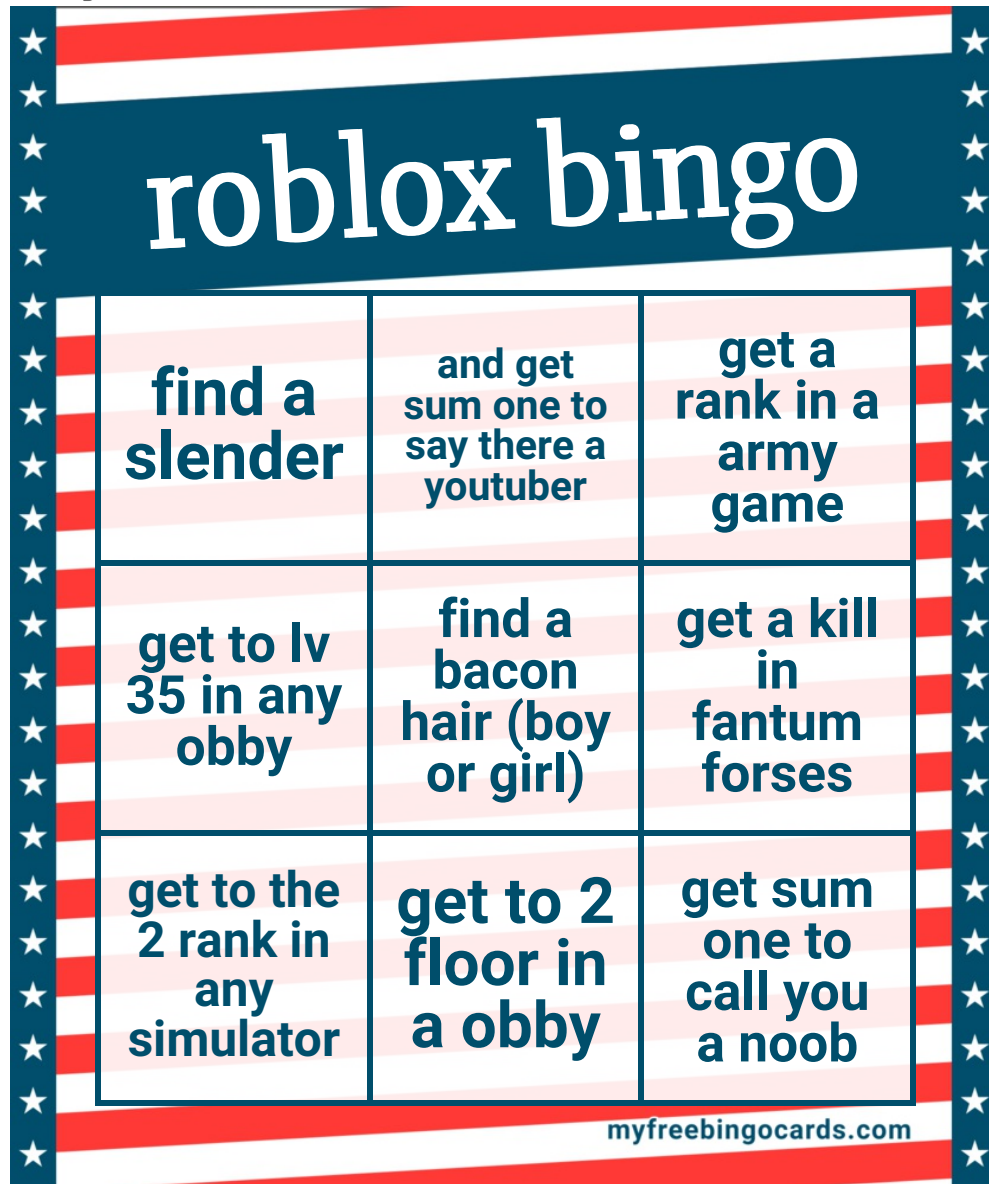 roblox bingo
find a
slender
and get
sum one to
say there a
youtuber
get a
rank in a
army
game
get to lv
35 in any
obby
find a
bacon
hair (boy
or girl)
get a kill
in
fantum
forses
get to the
2 rank in
any
simulator
get to 2
floor in
a obby
get sum
one to
call you
a noob
myfreebingocards.com